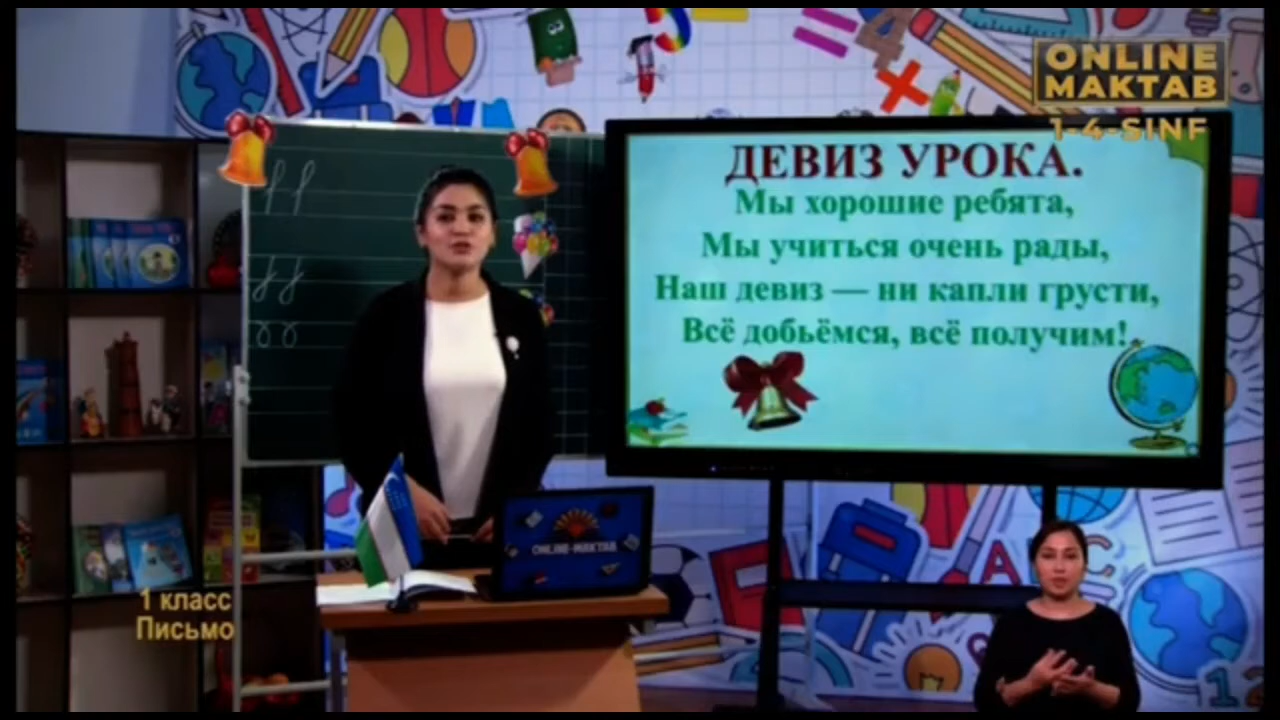 ONLINE
MAKTAB
1-4-SINF
ДЕВИЗ УРОКА.
Мы хорошие ребята,
Мы учиться очень рады,
Наш девиз — ни капли грусти,
Всё добьёмся, всё получим!
ONLINE-MAKTAB
1 класс
Письмо